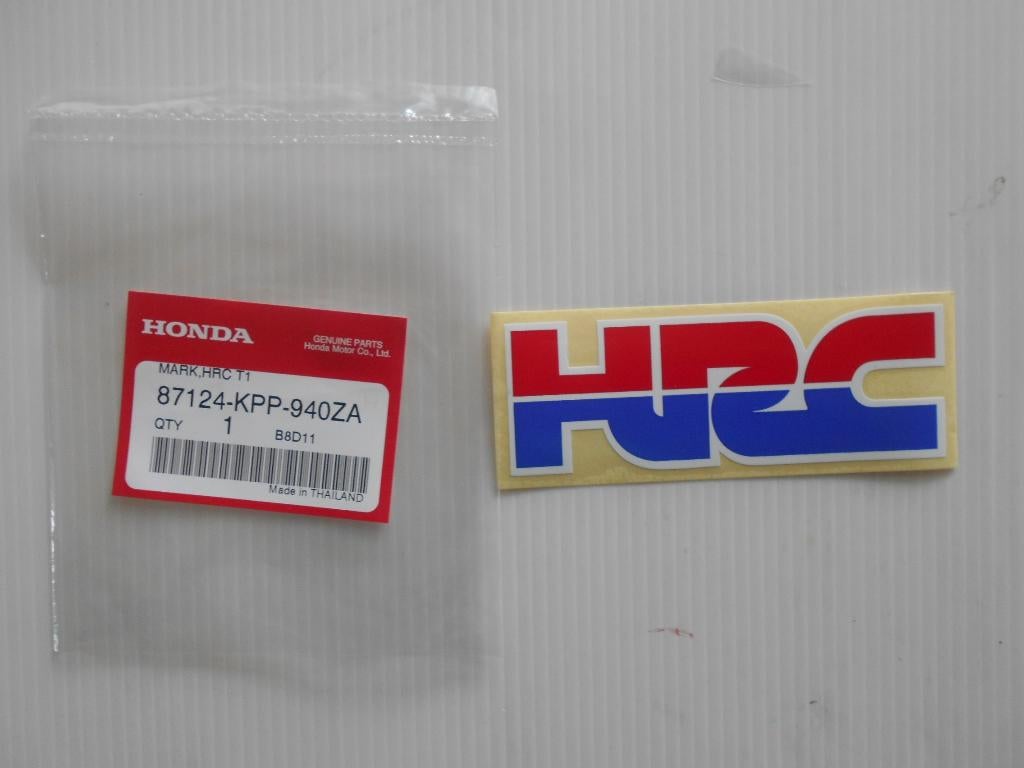 HONDA
GENUINE PARTS
Honda Motor Co., Ltd.
MARK,HRC T1
87124-KPP-940ZA
QTY 1 B8D11
Made in THAILAND
HRC